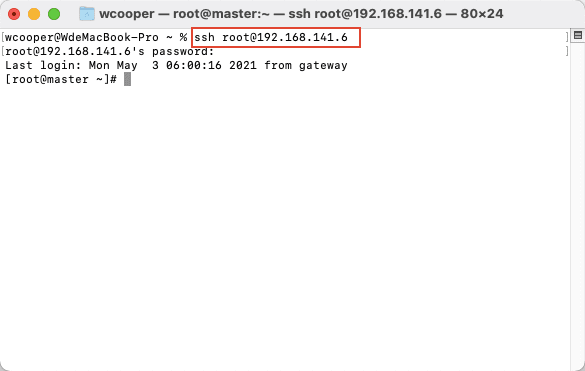 wcooper — root@master:~ — ssh root@192.168.141.6 — 80×24
[wcooper@WdeMacBook-Pro ~ % ssh root@192.168.141.6 ]
[root@192.168.141.6's password: ]
Last login: Mon May  3 06:00:16 2021 from gateway
[root@master ~]#